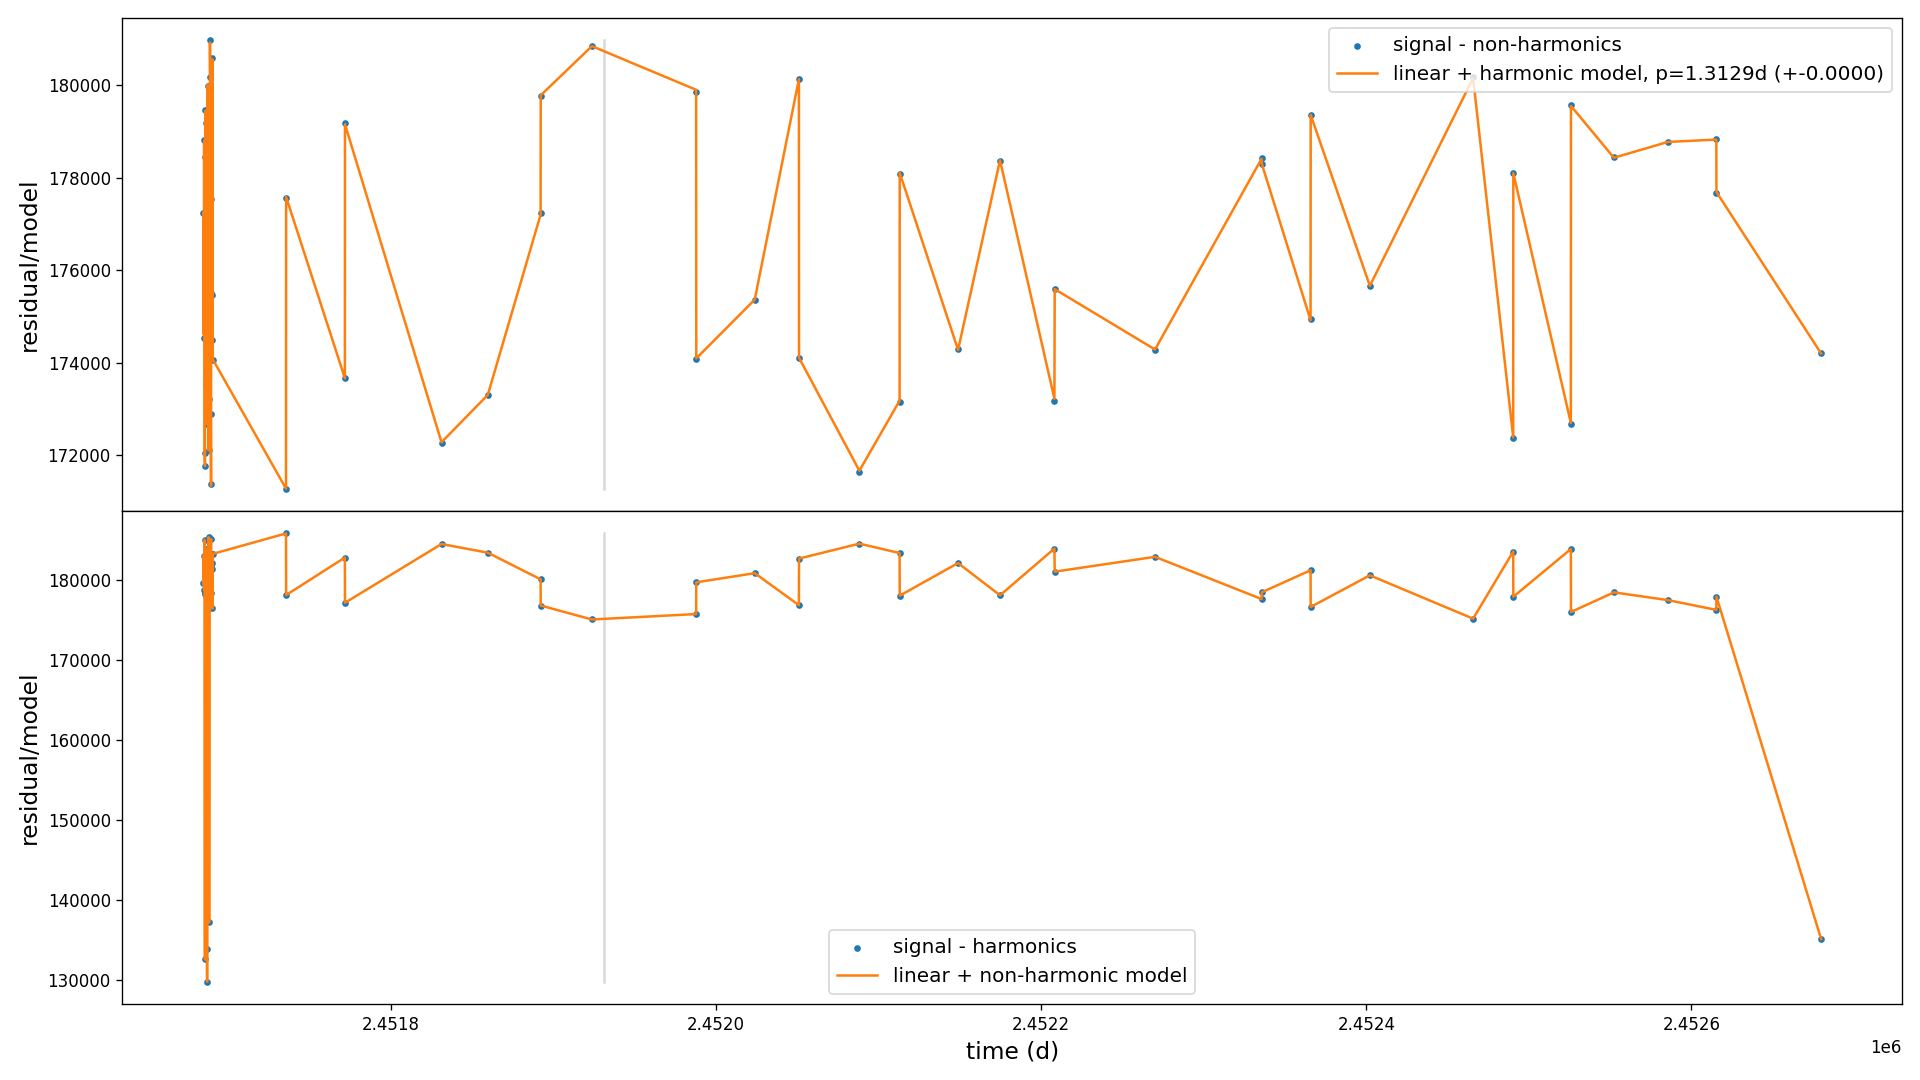 signal - non-harmonics
linear + harmonic model, p=1.3129d (+-0.0000)
180000
178000
176000
174000
172000
residual/model
180000
170000
160000
150000
140000
130000
residual/model
signal - harmonics
linear + non-harmonic model
2.4518 2.4520 2.4522 2.4524 2.4526
time (d)
1e6